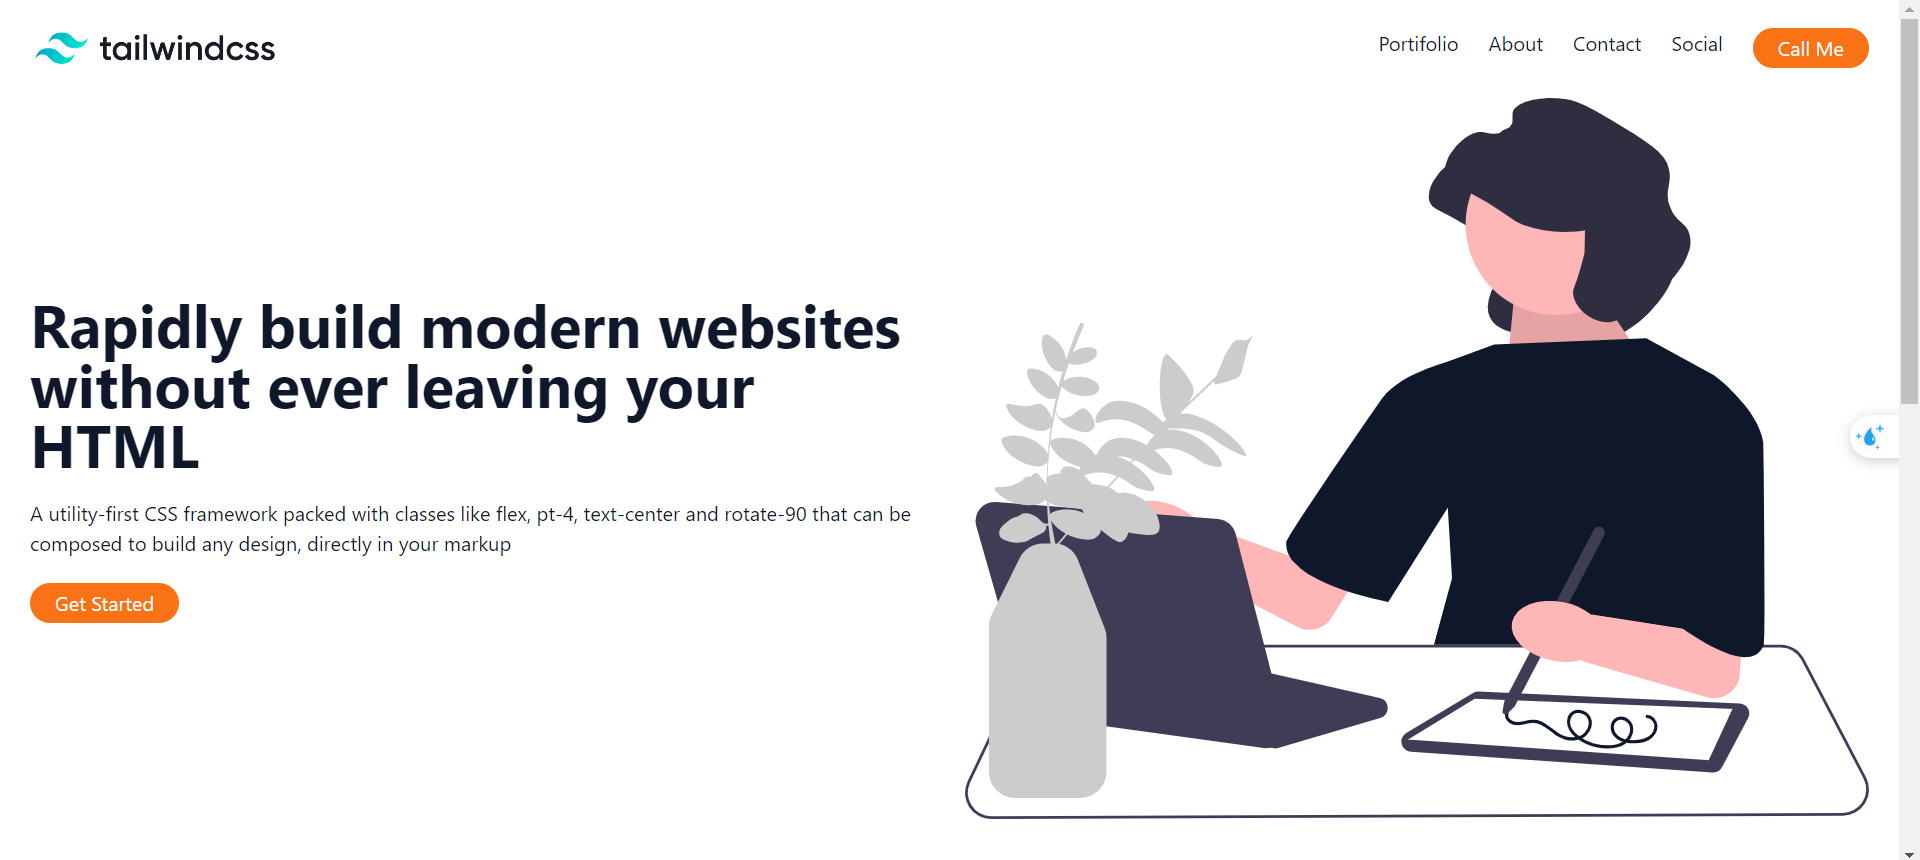 tailwindcss
Portifolio About Contact Social Call Me
Rapidly build modern websites
without ever leaving your
HTML
A utility-first CSS framework packed with classes like flex, pt-4, text-center and rotate-90 that can be
composed to build any design, directly in your markup
Get Started